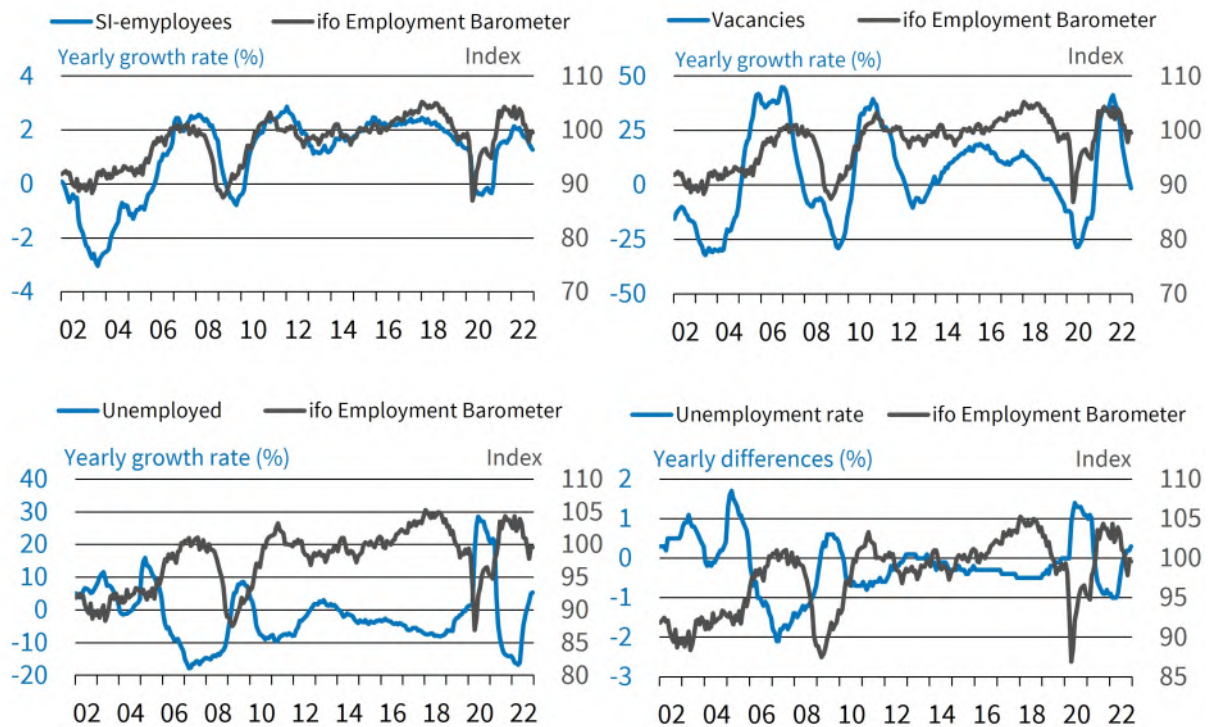 SI-emyployees ifo Employment Barometer
Yearly growth rate (%) Index
4 110
2 100
0 90
-2 80
-4 70
02 04 06 08 10 12 14 16 18 20 22
Vacancies ifo Employment Barometer
Yearly growth rate (%) Index
50 110
25 100
0 90
-25 80
-50 70
02 04 06 08 10 12 14 16 18 20 22
Unemployed ifo Employment Barometer
Yearly growth rate (%) Index
40 110
30 105
20 100
10 95
0 90
-10 85
-20 80
02 04 06 08 10 12 14 16 18 20 22
Unemployment rate ifo Employment Barometer
Yearly differences (%) Index
2 110
1 105
0 100
-1 95
-2 90
-3 85
02 04 06 08 10 12 14 16 18 20 22